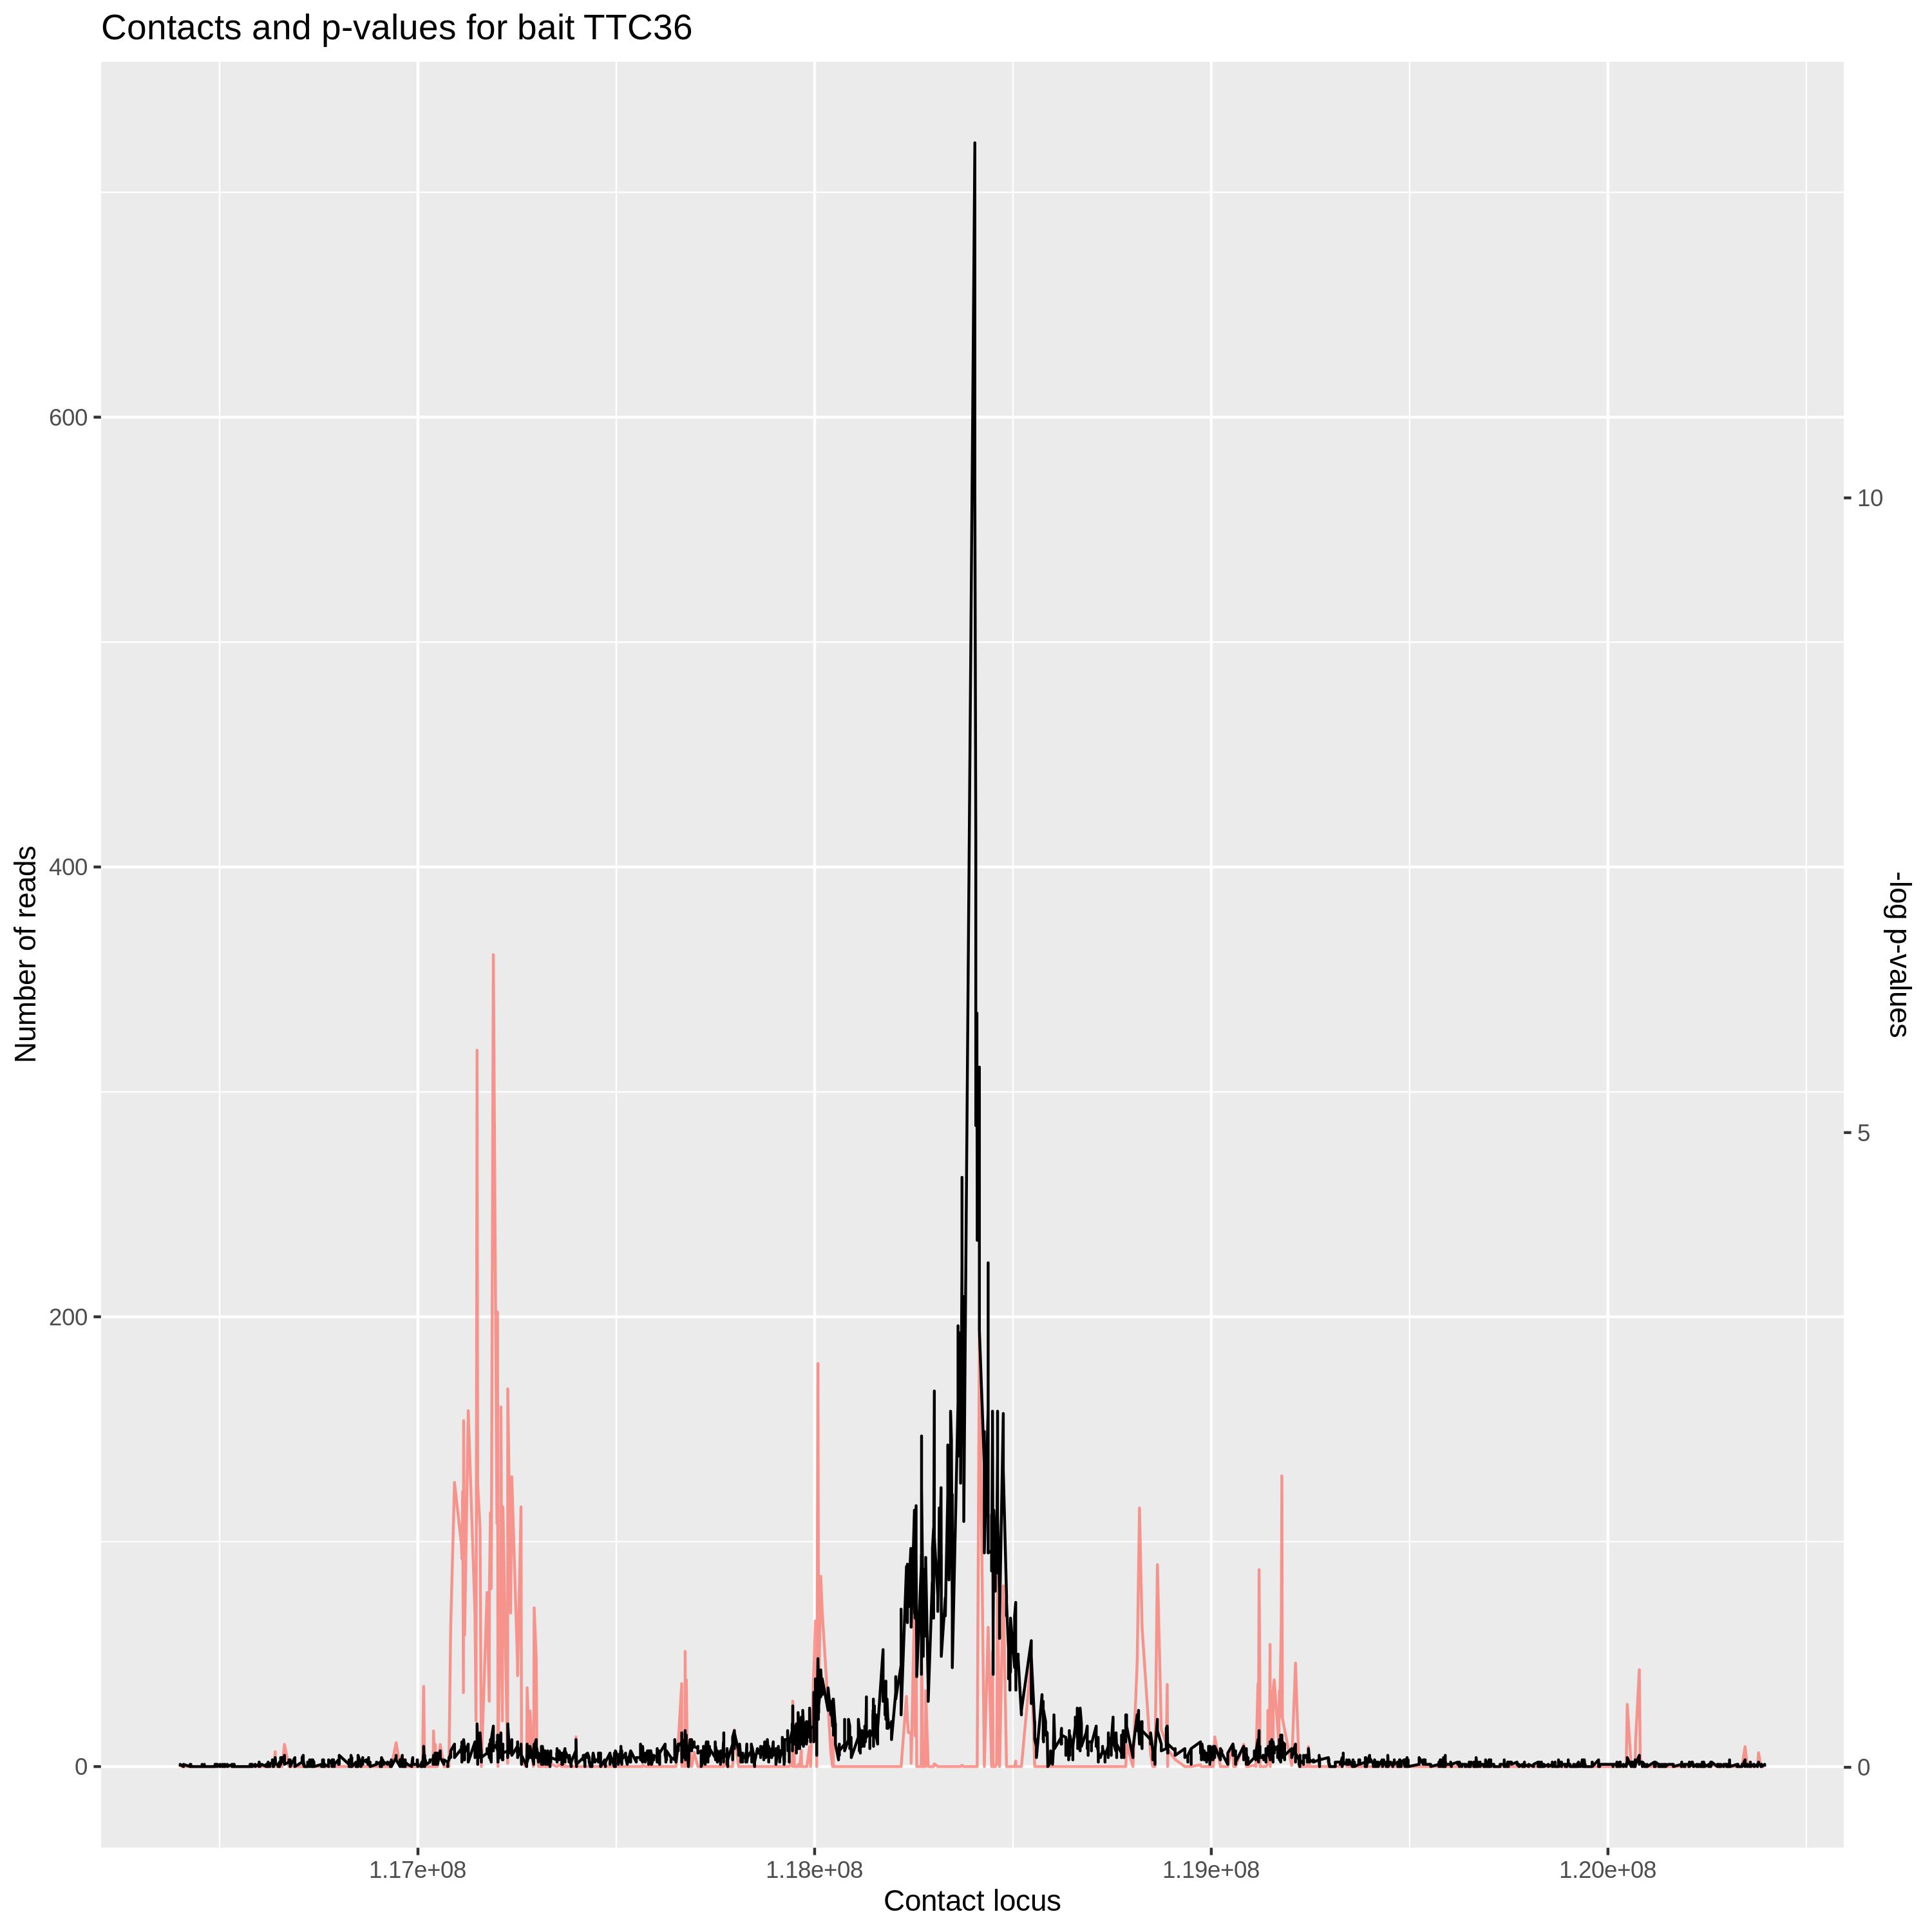 Contacts and p-values for bait TTC36
Number of reads
600
400
200
0
10
5
0
-log p-values
1.17e+08
1.18e+08
1.19e+08
1.20e+08
Contact locus